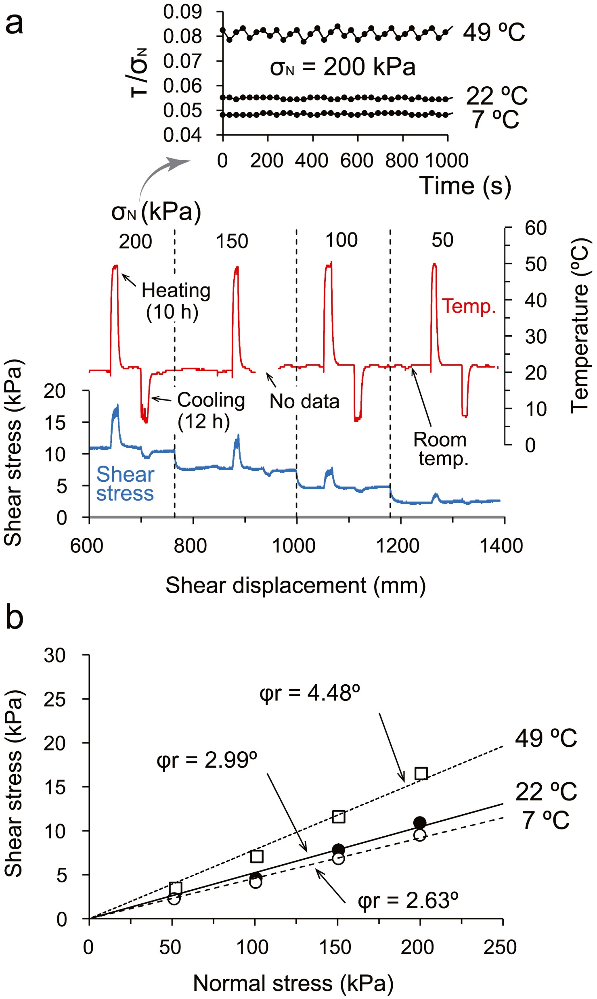 a
0.09
0.08
0.07
0.06
0.05
0.04
τ/σN
49 ºC
σN = 200 kPa
22 ºC
7 ºC
0 200 400 600 800 1000
Time (s)
σN (kPa)
200 150 100 50
60
50
40
30
20
10
0
Temperature (ºC)
Heating
(10 h)
Temp.
Cooling
(12 h)
No data
Room
temp.
20
15
10
5
0
Shear stress (kPa)
Shear
stress
600 800 1000 1200 1400
Shear displacement (mm)
b
30
25
20
15
10
5
0
Shear stress (kPa)
φr = 4.48º
φr = 2.99º
φr = 2.63º
49 ºC
22 ºC
7 ºC
0 50 100 150 200 250
Normal stress (kPa)